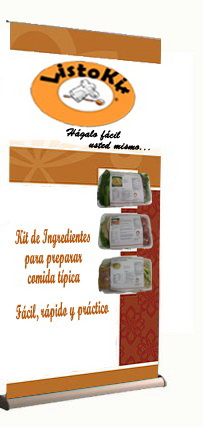 ListoKit
Hágalo fácil
usted mismo...
Kit de Ingredientes
para preparar
comida típica
Fácil, rápido y práctico